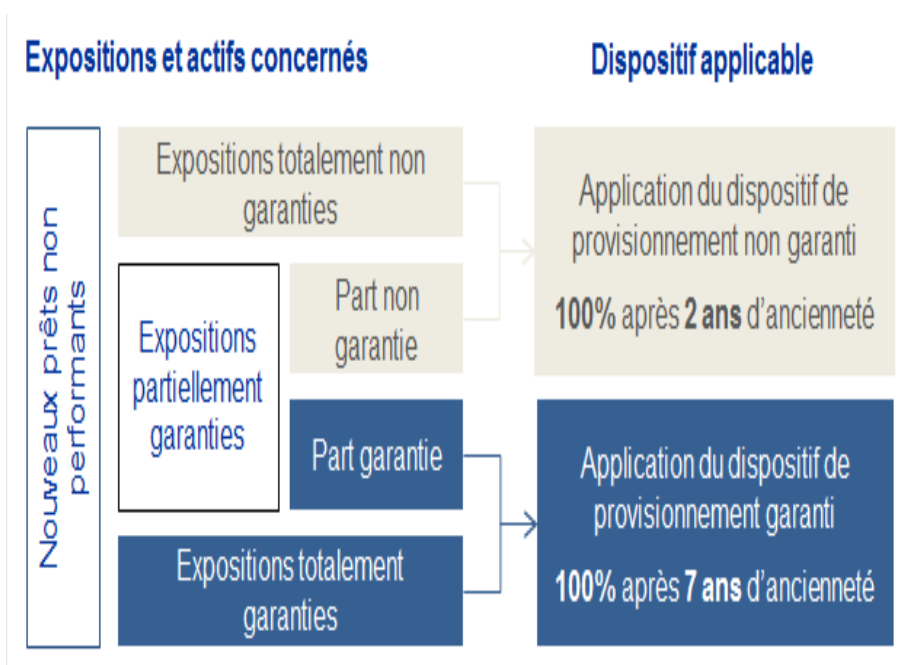 Expositions et actifs concernés
Dispositif applicable
Nouveaux prêts non
performants
Expositions totalement non
garanties
Expositions
partiellement
garanties
Part non
garantie
Part garantie
Expositions totalement
garanties
Application du dispositif de
provisionnement non garanti
100% après 2 ans d'ancienneté
Application du dispositif de
provisionnement garanti
100% après 7 ans d'ancienneté